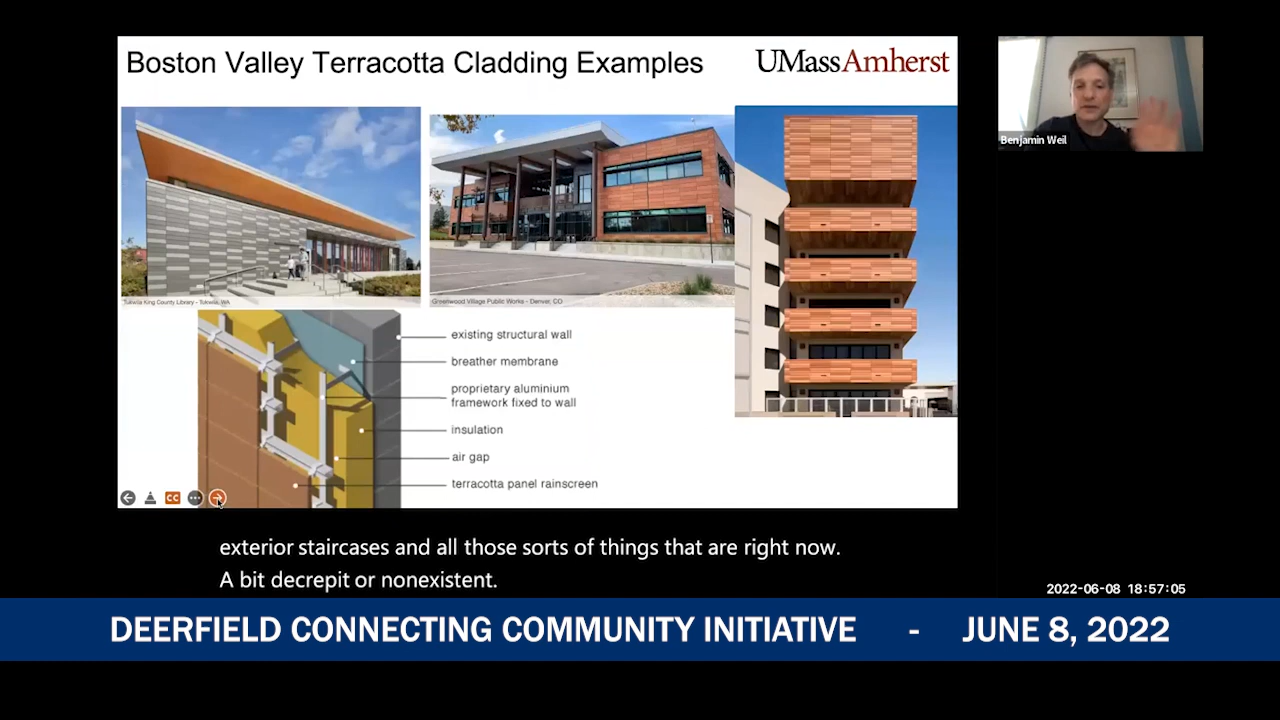 Boston Valley Terracotta Cladding Examples
UMassAmherst
Benjamin Weil
Tukwila King County Library - Tukwila, WA
Greenwood Village Public Works - Denver, CO
existing structural wall
breather membrane
proprietary aluminium
framework fixed to wall
insulation
air gap
terracotta panel rainscreen
CC
exterior staircases and all those sorts of things that are right now.
A bit decrepit or nonexistent.
2022-06-08 18:57:05
DEERFIELD CONNECTING COMMUNITY INITIATIVE - JUNE 8, 2022